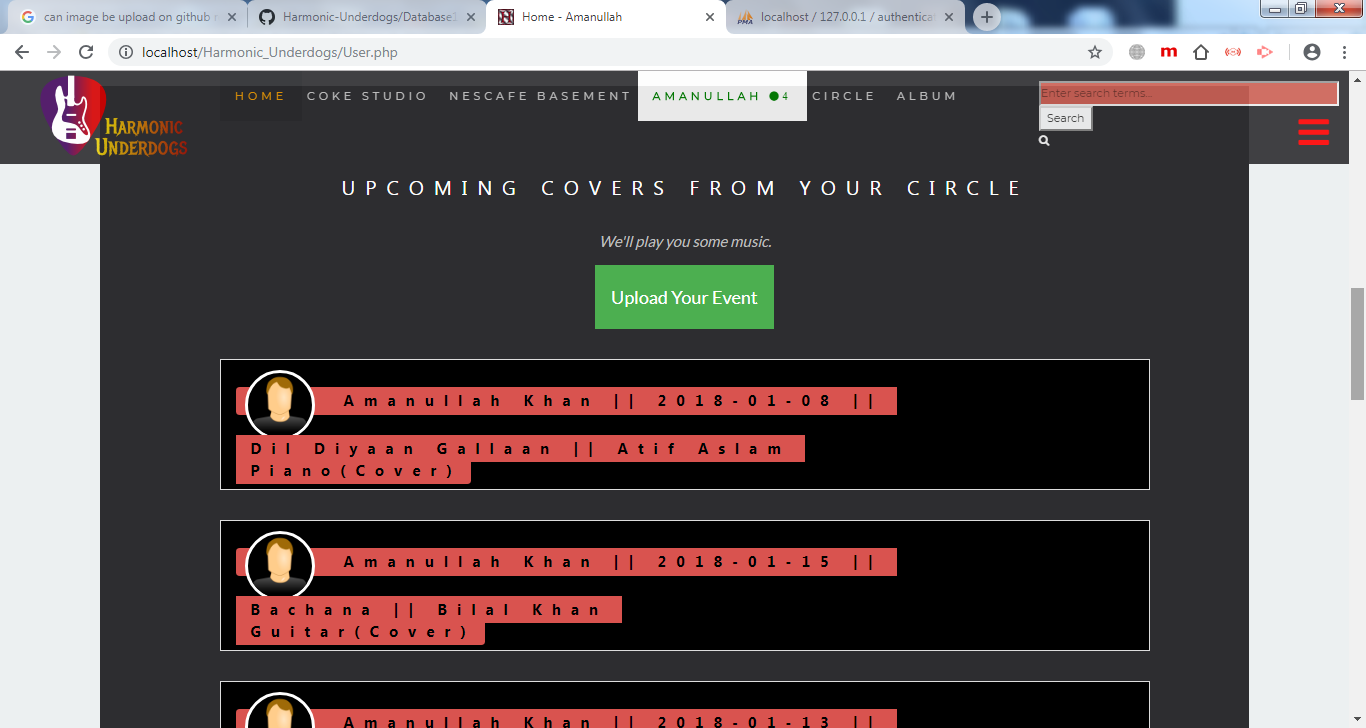 can image be upload on github r
Harmonic-Underdogs/Database1
Home - Amanullah
localhost / 127.0.0.1 / authentica
localhost/Harmonic_Underdogs/User.php
HARMONIC
UNDERDOGS
HOME COKE STUDIO NESCAFE BASEMENT AMANULLAH ●4 CIRCLE ALBUM
Enter search terms...
Search
UPCOMING COVERS FROM YOUR CIRCLE
We'll play you some music.
Upload Your Event
Amanullah Khan || 2018-01-08 ||
Dil Diyaan Gallaan || Atif Aslam
Piano(Cover)
Amanullah Khan || 2018-01-15 ||
Bachana || Bilal Khan
Guitar(Cover)
Amanullah Khan || 2018-01-13 ||